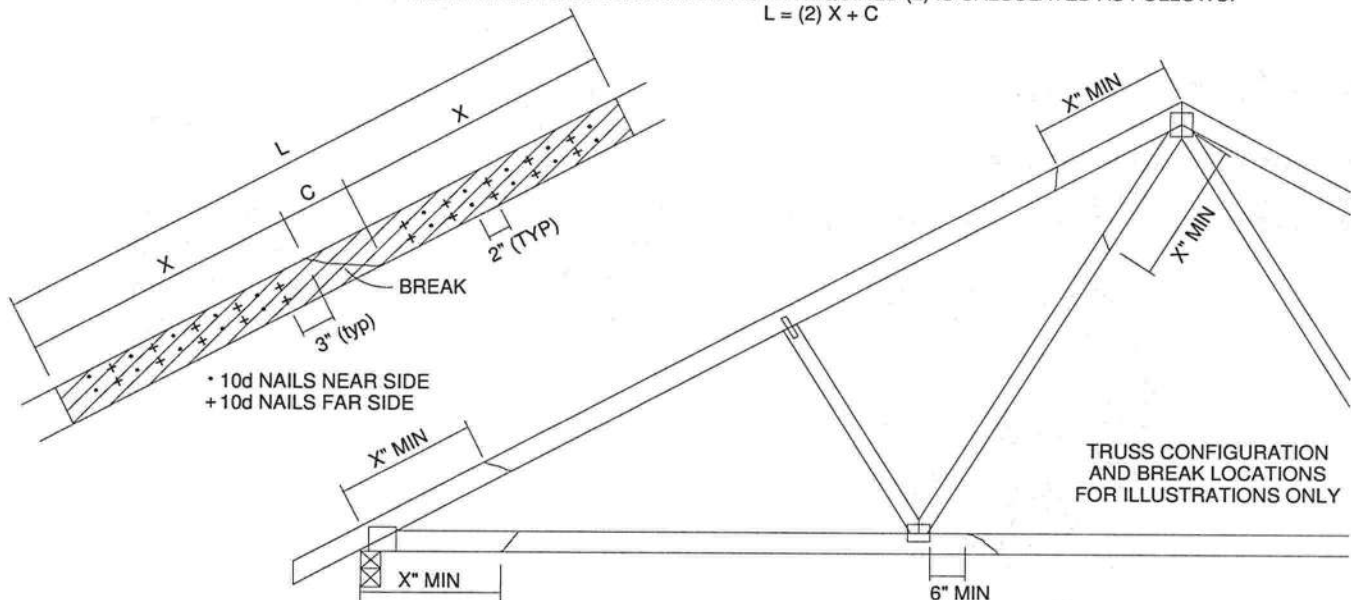 L = (2) X + C
L
X
C
X
BREAK
2" (TYP)
3" (typ)
• 10d NAILS NEAR SIDE
+ 10d NAILS FAR SIDE
X" MIN
X" MIN
X" MIN
X" MIN
6" MIN
TRUSS CONFIGURATION
AND BREAK LOCATIONS
FOR ILLUSTRATIONS ONLY